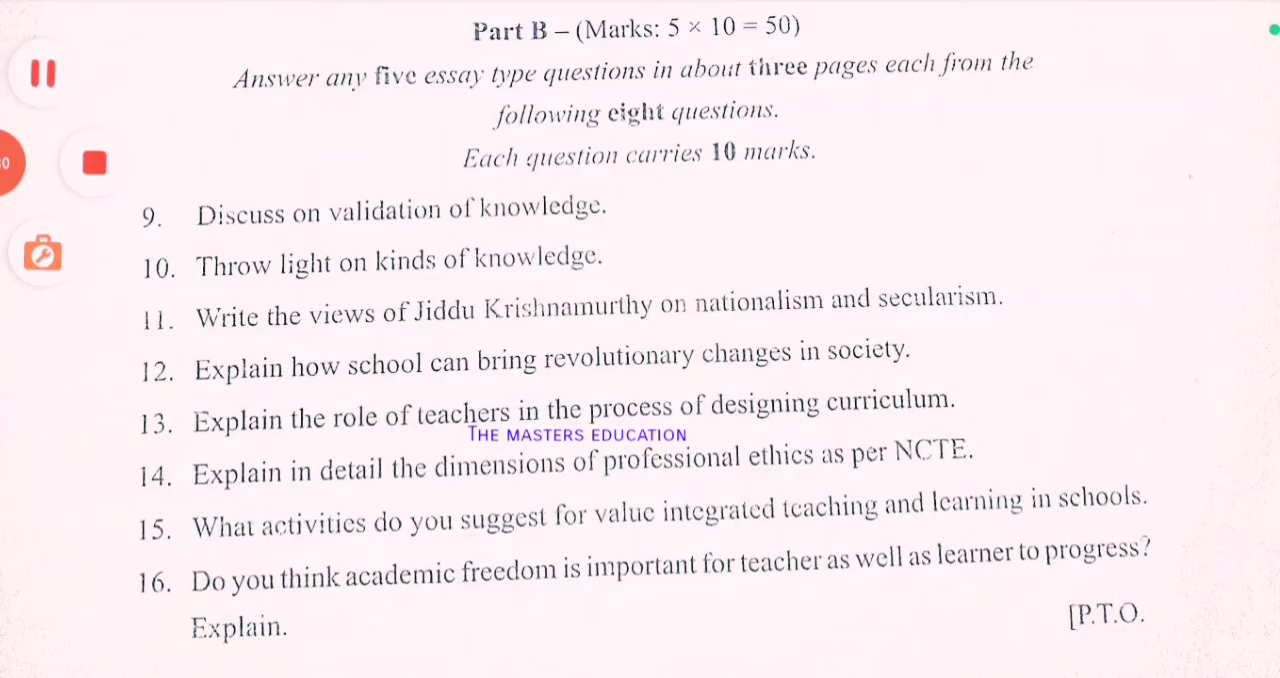 Part B – (Marks: 5 × 10 = 50)
Answer any five essay type questions in about three pages each from the
following eight questions.
Each question carries 10 marks.
9. Discuss on validation of knowledge.
10. Throw light on kinds of knowledge.
11. Write the views of Jiddu Krishnamurthy on nationalism and secularism.
12. Explain how school can bring revolutionary changes in society.
13. Explain the role of teachers in the process of designing curriculum.
THE MASTERS EDUCATION
14. Explain in detail the dimensions of professional ethics as per NCTE.
15. What activities do you suggest for value integrated teaching and learning in schools.
16. Do you think academic freedom is important for teacher as well as learner to progress?
Explain.
[P.T.O.